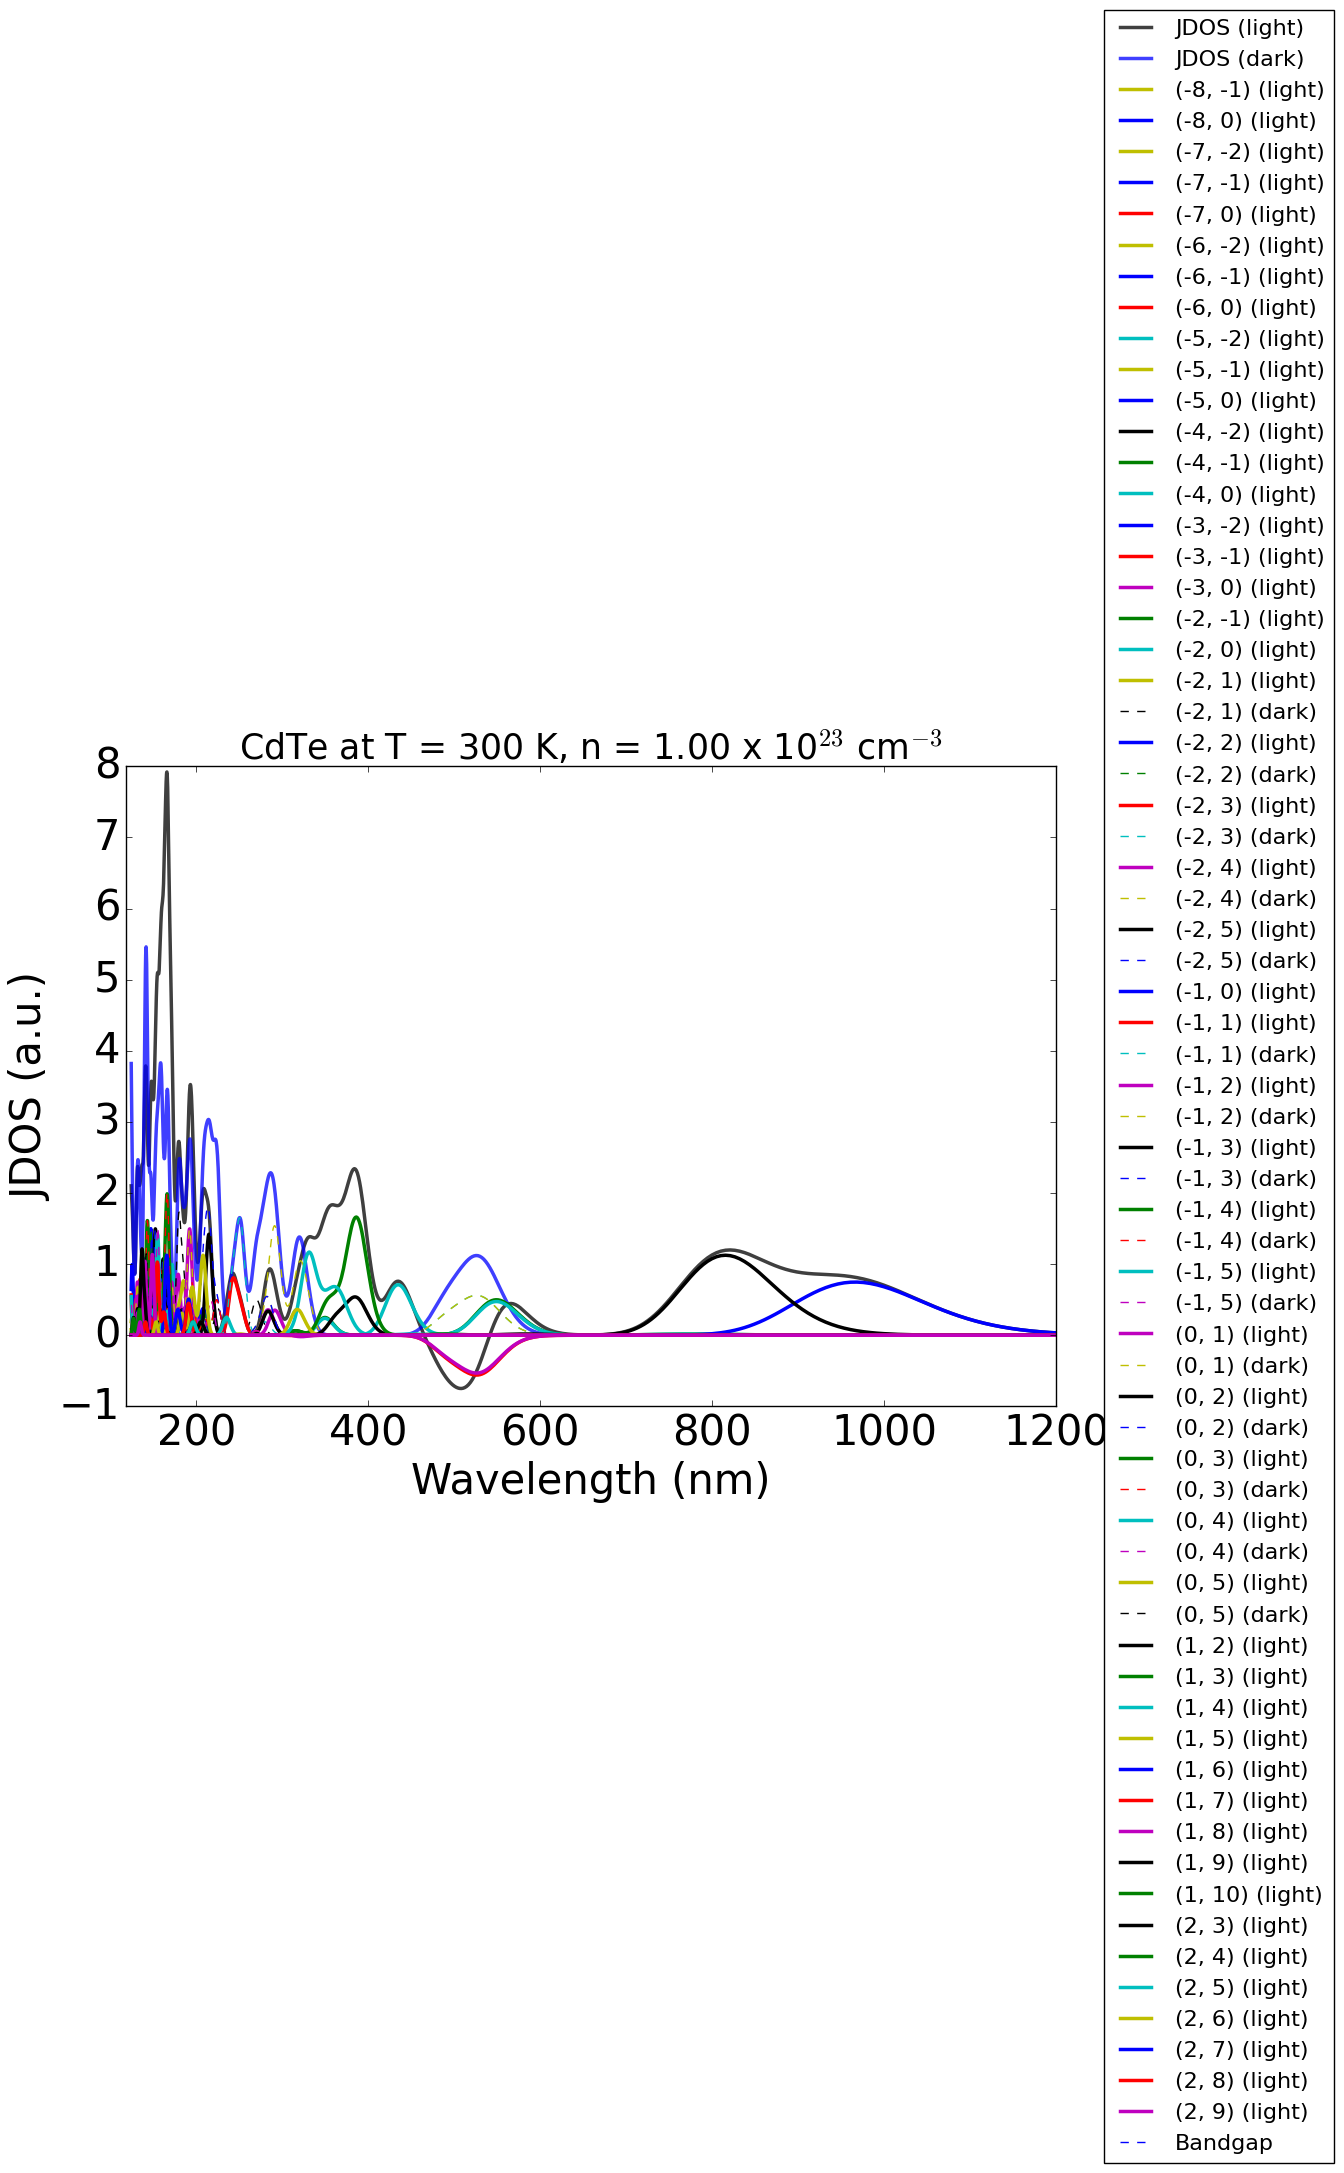 CdTe at T = 300 K, n = 1.00 x 10^23 cm^−3
8
7
6
5
4
3
2
1
0
−1
JDOS (a.u.)
200 400 600 800 1000 1200
Wavelength (nm)
JDOS (light)
JDOS (dark)
(-8, -1) (light)
(-8, 0) (light)
(-7, -2) (light)
(-7, -1) (light)
(-7, 0) (light)
(-6, -2) (light)
(-6, -1) (light)
(-6, 0) (light)
(-5, -2) (light)
(-5, -1) (light)
(-5, 0) (light)
(-4, -2) (light)
(-4, -1) (light)
(-4, 0) (light)
(-3, -2) (light)
(-3, -1) (light)
(-3, 0) (light)
(-2, -1) (light)
(-2, 0) (light)
(-2, 1) (light)
(-2, 1) (dark)
(-2, 2) (light)
(-2, 2) (dark)
(-2, 3) (light)
(-2, 3) (dark)
(-2, 4) (light)
(-2, 4) (dark)
(-2, 5) (light)
(-2, 5) (dark)
(-1, 0) (light)
(-1, 1) (light)
(-1, 1) (dark)
(-1, 2) (light)
(-1, 2) (dark)
(-1, 3) (light)
(-1, 3) (dark)
(-1, 4) (light)
(-1, 4) (dark)
(-1, 5) (light)
(-1, 5) (dark)
(0, 1) (light)
(0, 1) (dark)
(0, 2) (light)
(0, 2) (dark)
(0, 3) (light)
(0, 3) (dark)
(0, 4) (light)
(0, 4) (dark)
(0, 5) (light)
(0, 5) (dark)
(1, 2) (light)
(1, 3) (light)
(1, 4) (light)
(1, 5) (light)
(1, 6) (light)
(1, 7) (light)
(1, 8) (light)
(1, 9) (light)
(1, 10) (light)
(2, 3) (light)
(2, 4) (light)
(2, 5) (light)
(2, 6) (light)
(2, 7) (light)
(2, 8) (light)
(2, 9) (light)
Bandgap